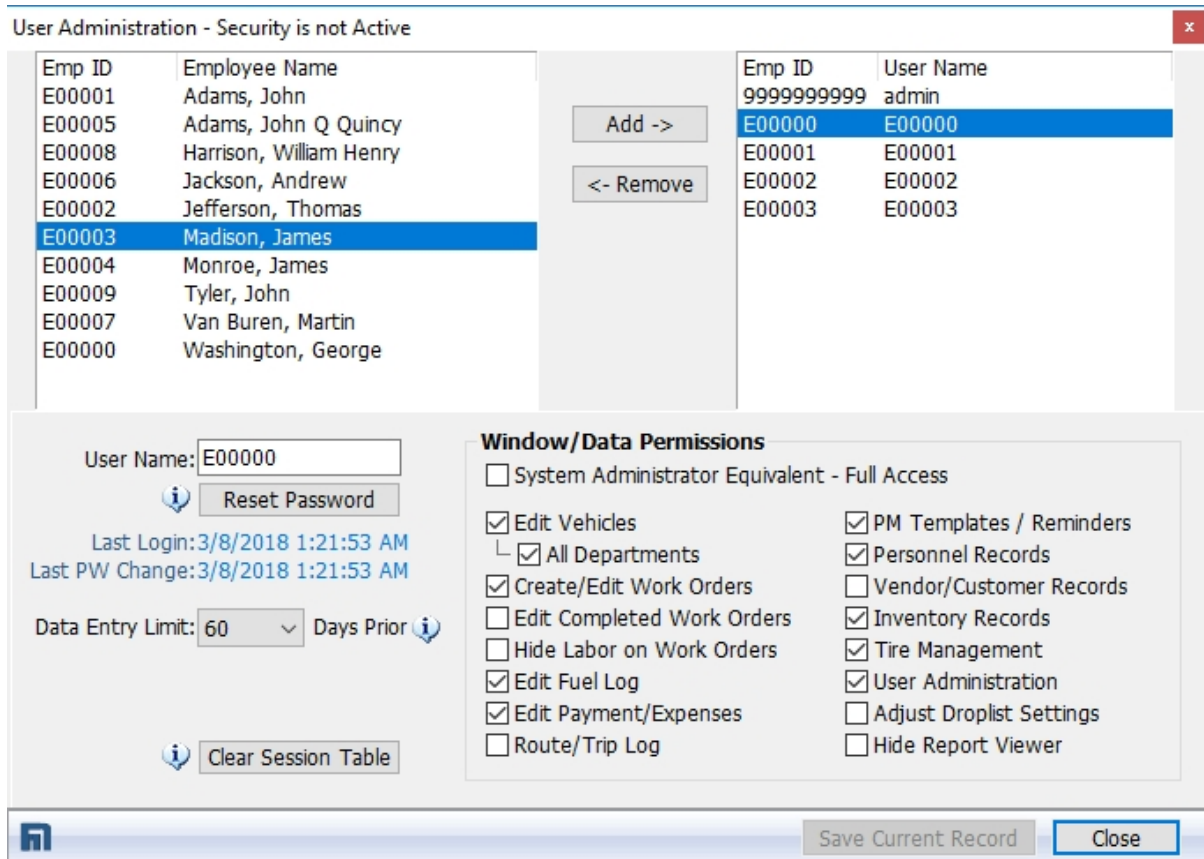 User Administration - Security is not Active
x
Emp ID Employee Name
E00001 Adams, John
E00005 Adams, John Q Quincy
E00008 Harrison, William Henry
E00006 Jackson, Andrew
E00002 Jefferson, Thomas
E00003 Madison, James
E00004 Monroe, James
E00009 Tyler, John
E00007 Van Buren, Martin
E00000 Washington, George
Add ->
<- Remove
Emp ID User Name
9999999999 admin
E00000 E00000
E00001 E00001
E00002 E00002
E00003 E00003
User Name: E00000
Reset Password
Last Login: 3/8/2018 1:21:53 AM
Last PW Change: 3/8/2018 1:21:53 AM
Data Entry Limit: 60 Days Prior
Clear Session Table
Window/Data Permissions
System Administrator Equivalent - Full Access
Edit Vehicles
All Departments
Create/Edit Work Orders
Edit Completed Work Orders
Hide Labor on Work Orders
Edit Fuel Log
Edit Payment/Expenses
Route/Trip Log
PM Templates / Reminders
Personnel Records
Vendor/Customer Records
Inventory Records
Tire Management
User Administration
Adjust Droplist Settings
Hide Report Viewer
Save Current Record
Close